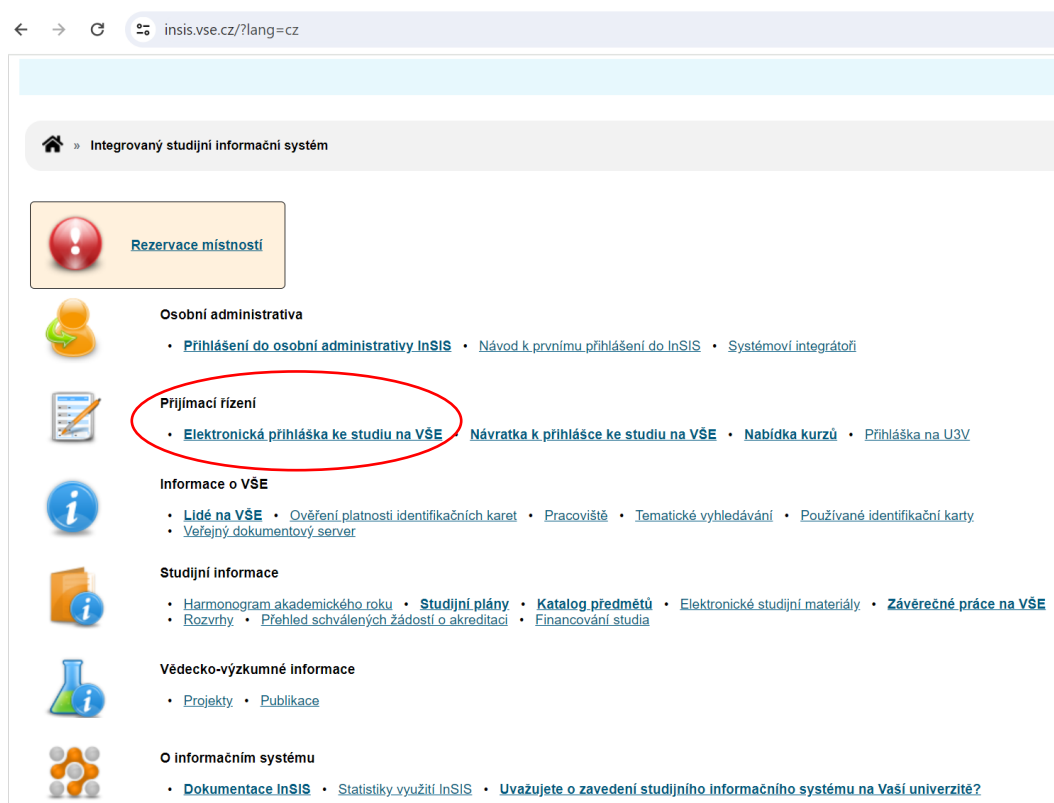 insis.vse.cz/?lang=cz
» Integrovaný studijní informační systém
Rezervace místností
Osobní administrativa
• Přihlášení do osobní administrativy InSIS • Návod k prvnímu přihlášení do InSIS • Systémoví integrátoři
Přijímací řízení
• Elektronická přihláška ke studiu na VŠE • Návratka k přihlášce ke studiu na VŠE • Nabídka kurzů • Přihláška na U3V
Informace o VŠE
• Lidé na VŠE • Ověření platnosti identifikačních karet • Pracoviště • Tematické vyhledávání • Používané identifikační karty
• Veřejný dokumentový server
Studijní informace
• Harmonogram akademického roku • Studijní plány • Katalog předmětů • Elektronické studijní materiály • Závěrečné práce na VŠE
• Rozvrhy • Přehled schválených žádostí o akreditaci • Financování studia
Vědecko-výzkumné informace
• Projekty • Publikace
O informačním systému
• Dokumentace InSIS • Statistiky využití InSIS • Uvažujete o zavedení studijního informačního systému na Vaší univerzitě?